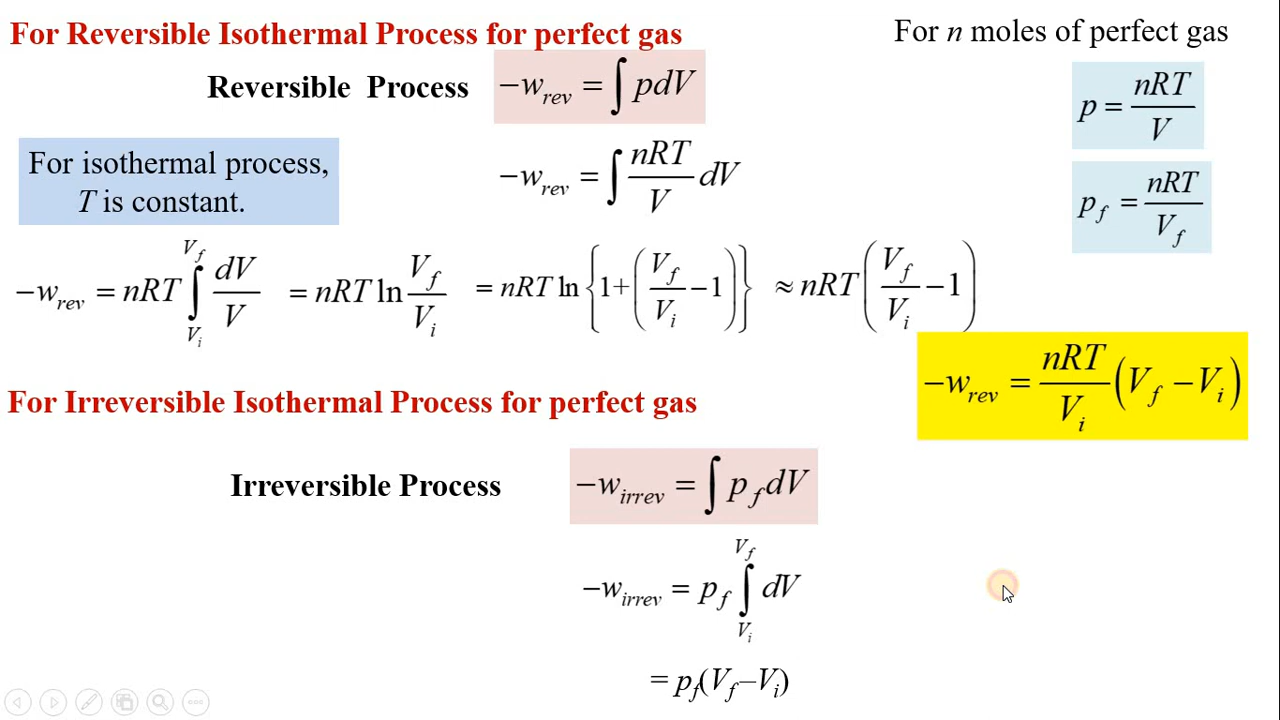 For Reversible Isothermal Process for perfect gas
For n moles of perfect gas
Reversible Process
−w_rev = ∫ pdV
p = nRT/V
For isothermal process,
T is constant.
−w_rev = ∫ (nRT/V) dV
p_f = nRT/V_f
−w_rev = nRT ∫_{V_i}^{V_f} dV/V = nRT ln V_f/V_i = nRT ln {1+(V_f/V_i −1)} ≈ nRT (V_f/V_i −1)
−w_rev = nRT/V_i (V_f − V_i)
For Irreversible Isothermal Process for perfect gas
Irreversible Process
−w_irrev = ∫ p_f dV
−w_irrev = p_f ∫_{V_i}^{V_f} dV
= p_f(V_f−V_i)